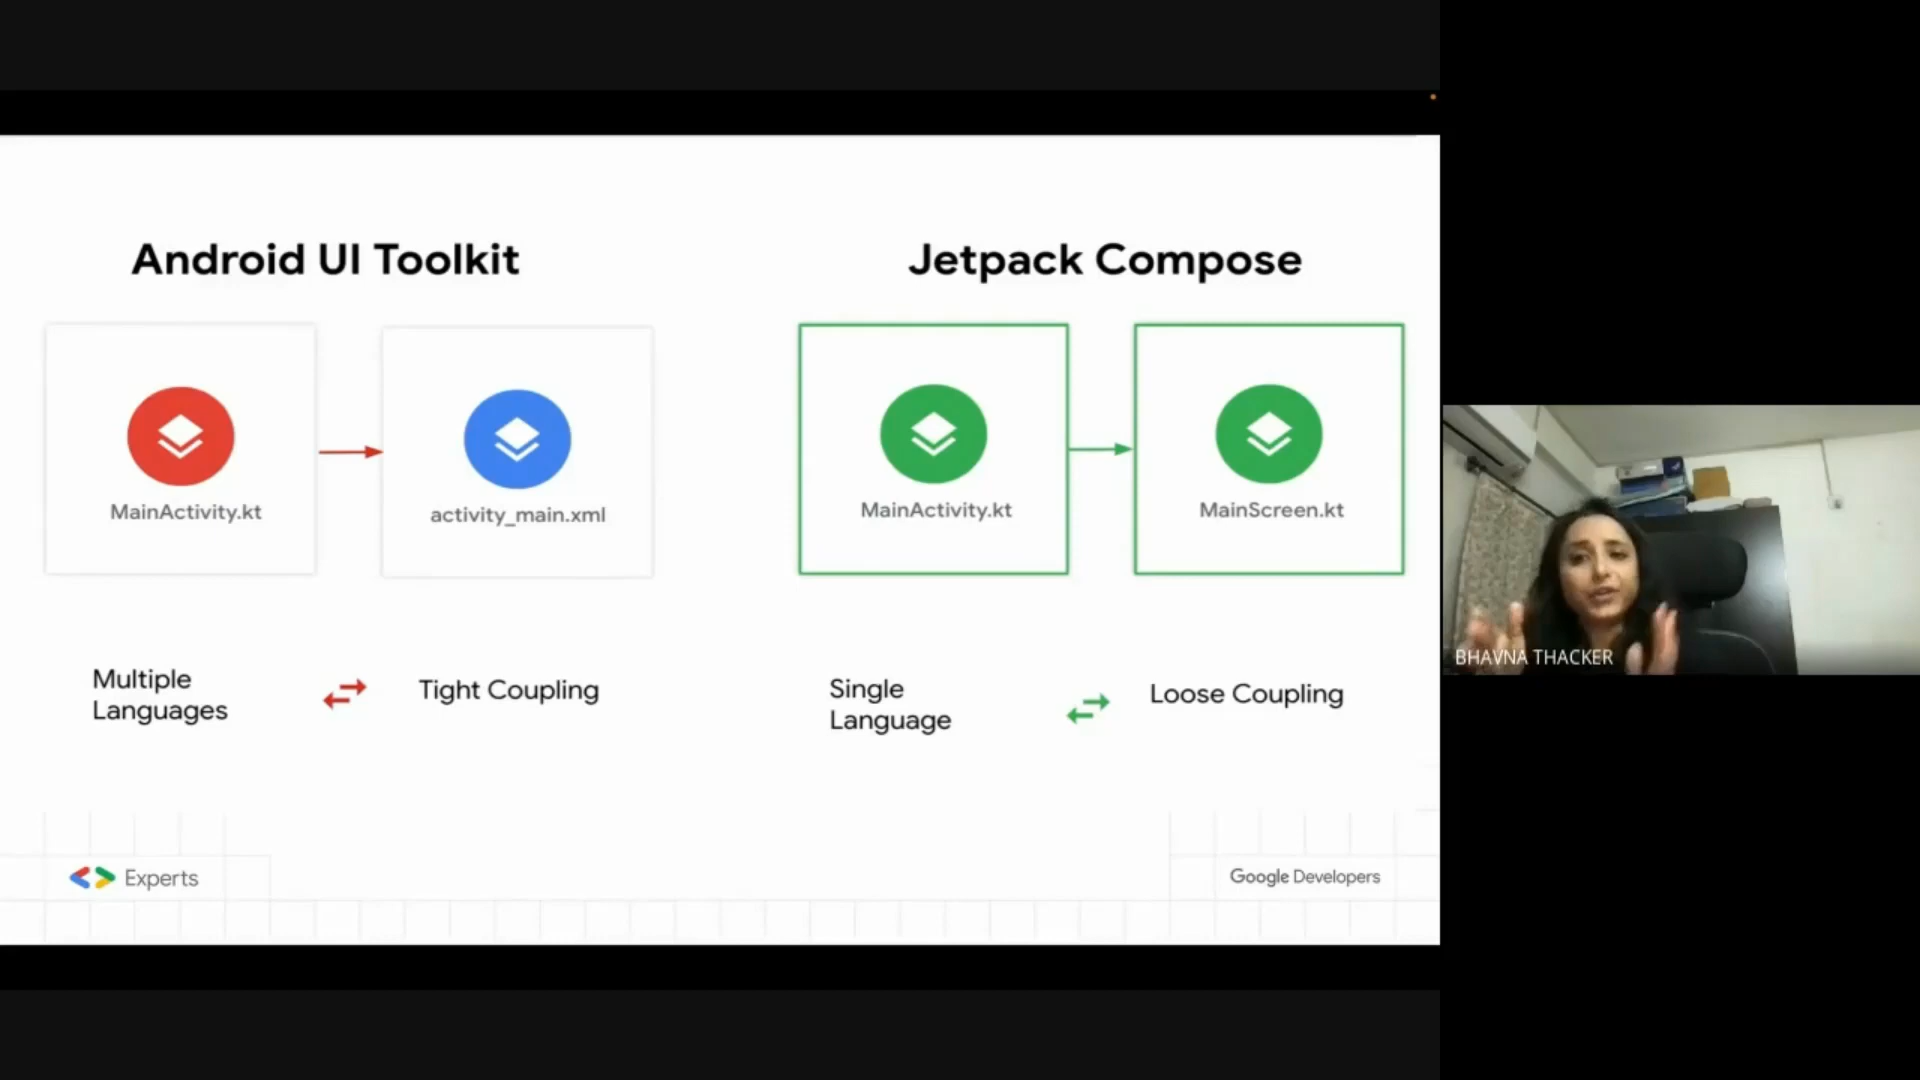 Android UI Toolkit
MainActivity.kt
activity_main.xml
Multiple
Languages
Tight Coupling
Jetpack Compose
MainActivity.kt
MainScreen.kt
Single
Language
Loose Coupling
Experts
Google Developers
BHAVNA THACKER